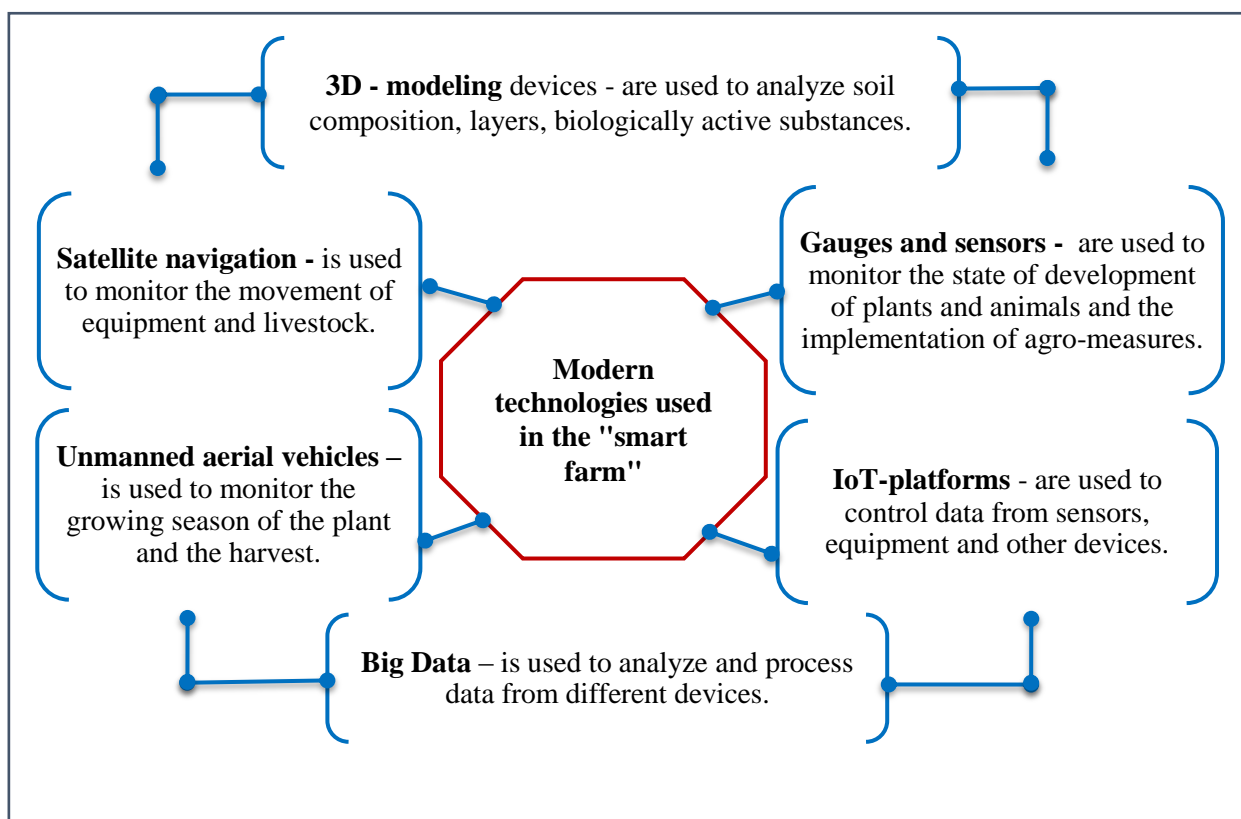 3D - modeling devices - are used to analyze soil
composition, layers, biologically active substances.
Satellite navigation - is used
to monitor the movement of
equipment and livestock.
Gauges and sensors - are used to
monitor the state of development
of plants and animals and the
implementation of agro-measures.
Modern
technologies used
in the "smart
farm"
Unmanned aerial vehicles –
is used to monitor the
growing season of the plant
and the harvest.
IoT-platforms - are used to
control data from sensors,
equipment and other devices.
Big Data – is used to analyze and process
data from different devices.